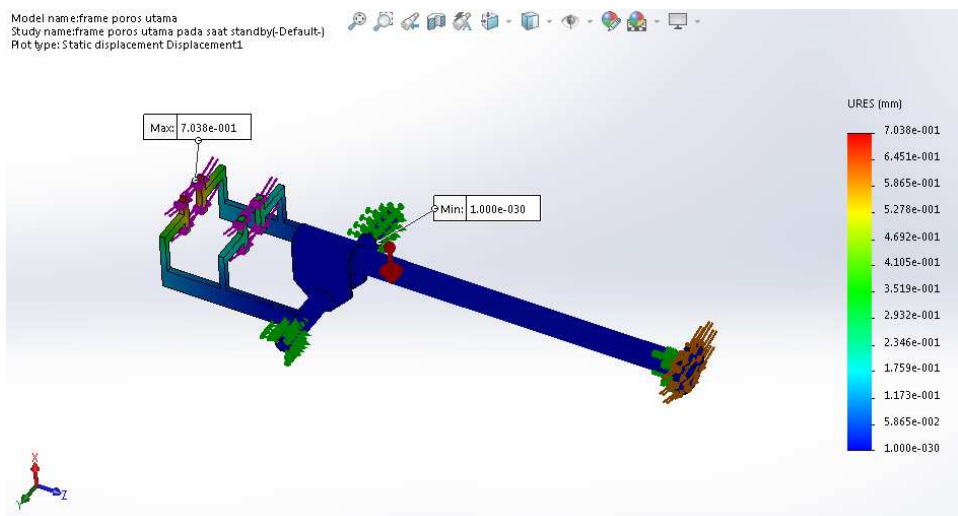 Model name:frame poros utama
Study name:frame poros utama pada saat standby(-Default-)
Plot type: Static displacement Displacement1
URES (mm)
Max: 7.038e-001
Min: 1.000e-030
7.038e-001
6.451e-001
5.865e-001
5.278e-001
4.692e-001
4.105e-001
3.519e-001
2.932e-001
2.346e-001
1.759e-001
1.173e-001
5.865e-002
1.000e-030
X
Y
Z